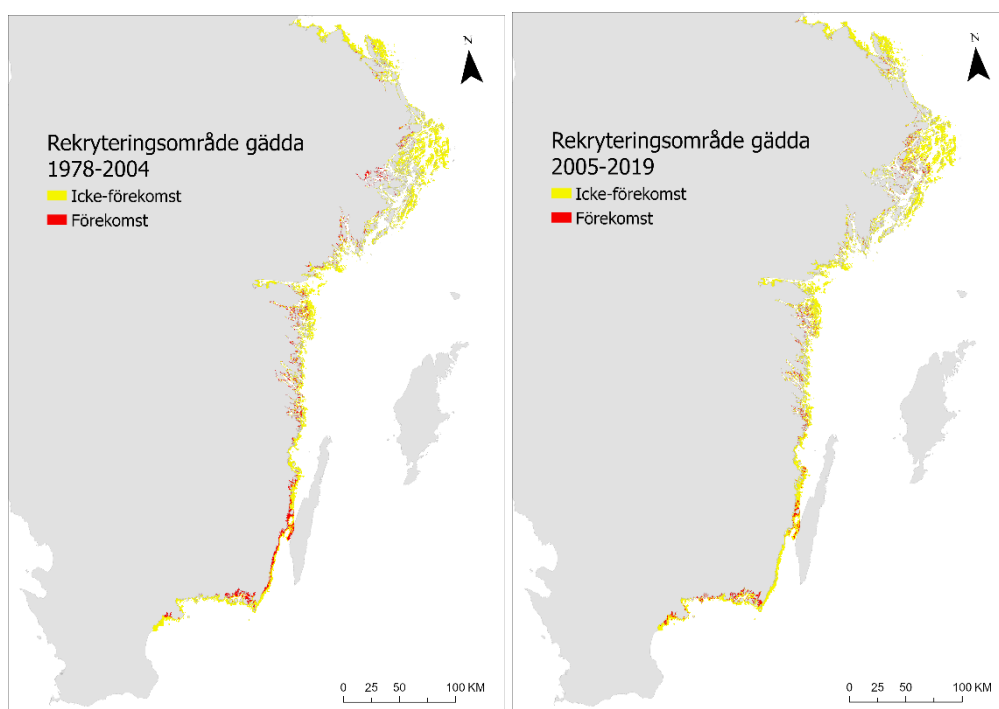 N
Rekryteringsområde gädda
1978-2004
Icke-förekomst
Förekomst
0 25 50 100 KM
N
Rekryteringsområde gädda
2005-2019
Icke-förekomst
Förekomst
0 25 50 100 KM